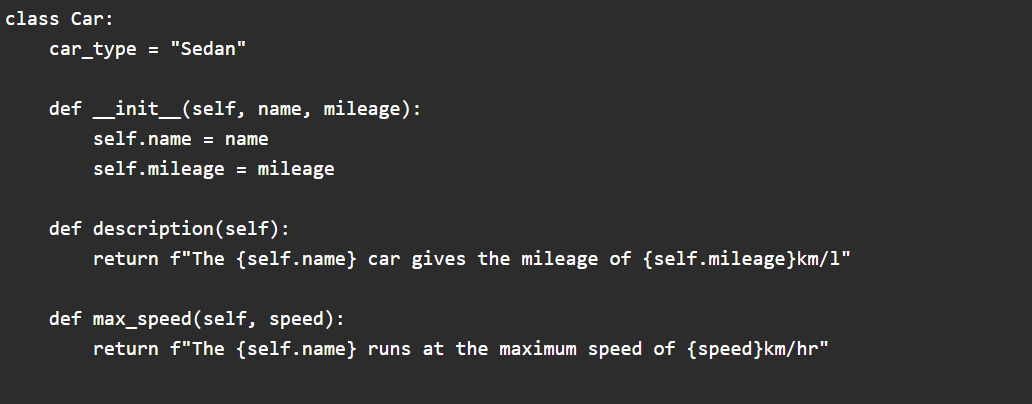 class Car:
    car_type = "Sedan"
    def __init__(self, name, mileage):
        self.name = name
        self.mileage = mileage
    def description(self):
        return f"The {self.name} car gives the mileage of {self.mileage}km/l"
    def max_speed(self, speed):
        return f"The {self.name} runs at the maximum speed of {speed}km/hr"